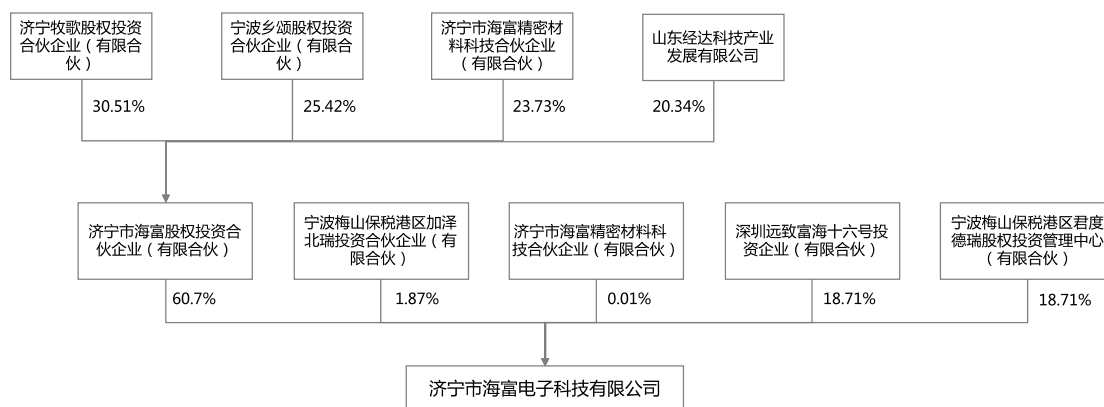 济宁牧歌股权投资
合伙企业（有限合
伙）
宁波乡颂股权投资
合伙企业（有限合
伙）
济宁市海富精密材
料科技合伙企业
（有限合伙）
山东经达科技产业
发展有限公司
30.51%
25.42%
23.73%
20.34%
济宁市海富股权投资合
伙企业（有限合伙）
宁波梅山保税港区加泽
北瑞投资合伙企业（有
限合伙）
济宁市海富精密材料科
技合伙企业（有限合伙）
深圳远致富海十六号投
资企业（有限合伙）
宁波梅山保税港区君度
德瑞股权投资管理中心
（有限合伙）
60.7%
1.87%
0.01%
18.71%
18.71%
济宁市海富电子科技有限公司